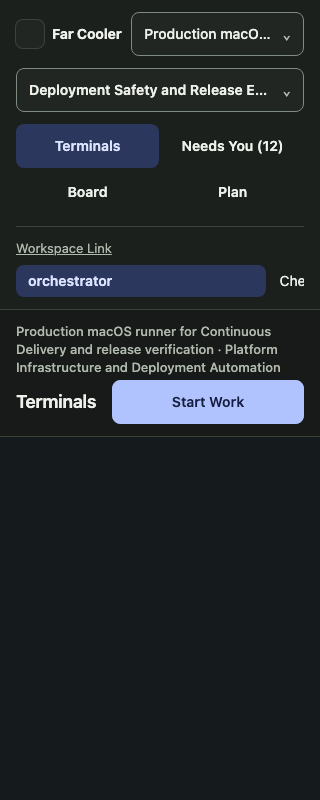 Far Cooler
Production macO...
Deployment Safety and Release E...
Terminals
Needs You (12)
Board
Plan
Workspace Link
orchestrator
Che
Production macOS runner for Continuous
Delivery and release verification · Platform
Infrastructure and Deployment Automation
Terminals
Start Work